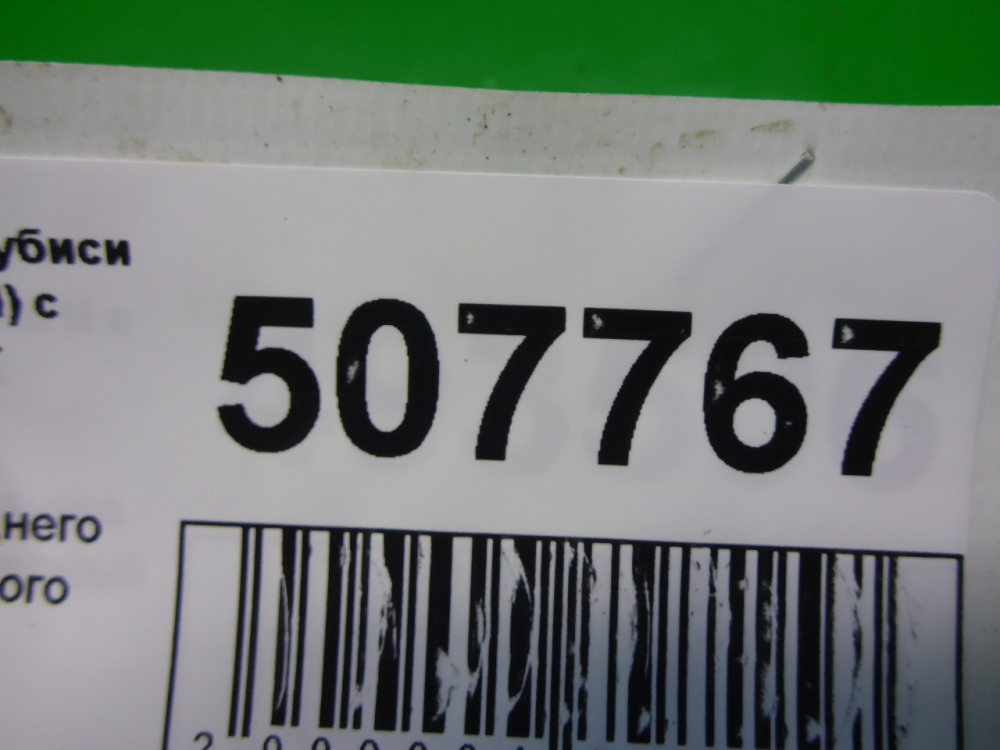 убиси
) с
507767
него
ого